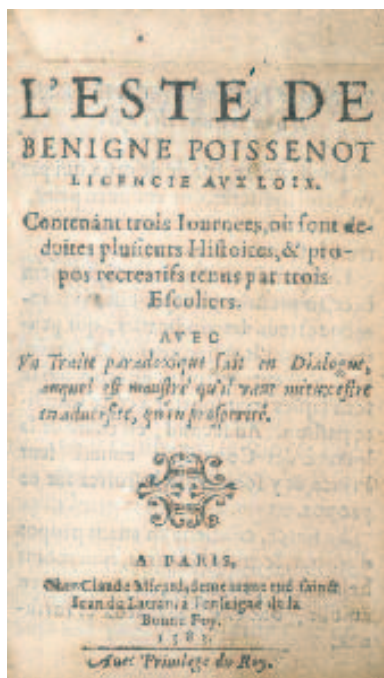 L'ESTÉ DE
BENIGNE POISSENOT
LICENCIE AVX LOIX.
Contenant trois Iournees, où sont de-
duites plusieurs Histoires, & pro-
pos recreatifs tenus par trois
Escoliers.
AVEC
Vn Traité paradoxique fait en Dialogue,
auquel est monstré qu'il vaut mieux estre
en aduersité, qu'en prosperité.
A PARIS,
Claude Micard, demeurant rue sainct
Iean de Latran à l'enseigne de la
Bonne Foy.
1583.
Auec Priuilege du Roy.